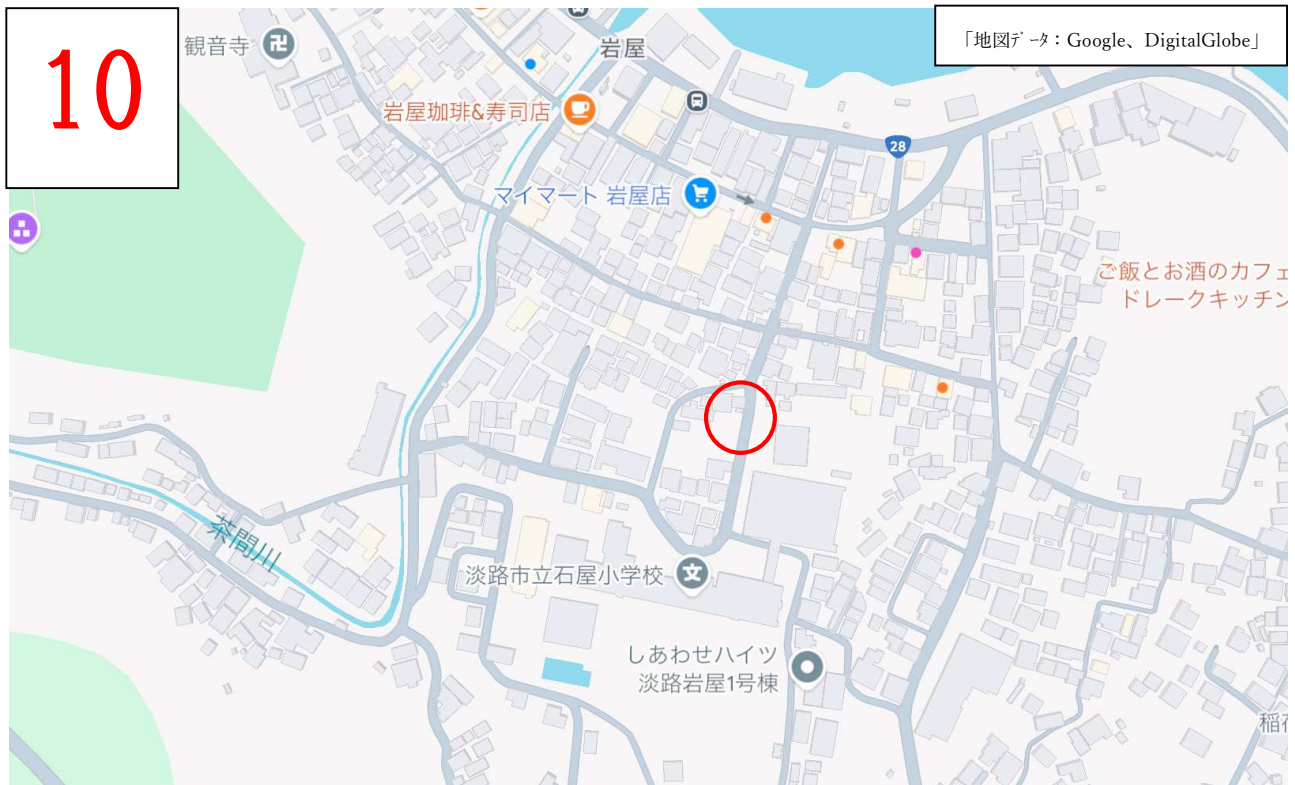 10
「地図ﾃﾞｰﾀ：Google、DigitalGlobe」
観音寺
岩屋
岩屋珈琲&寿司店
28
マイマート 岩屋店
ご飯とお酒のカフェ
ドレークキッチン
茶間川
淡路市立石屋小学校
文
しあわせハイツ
淡路岩屋1号棟
稲荷